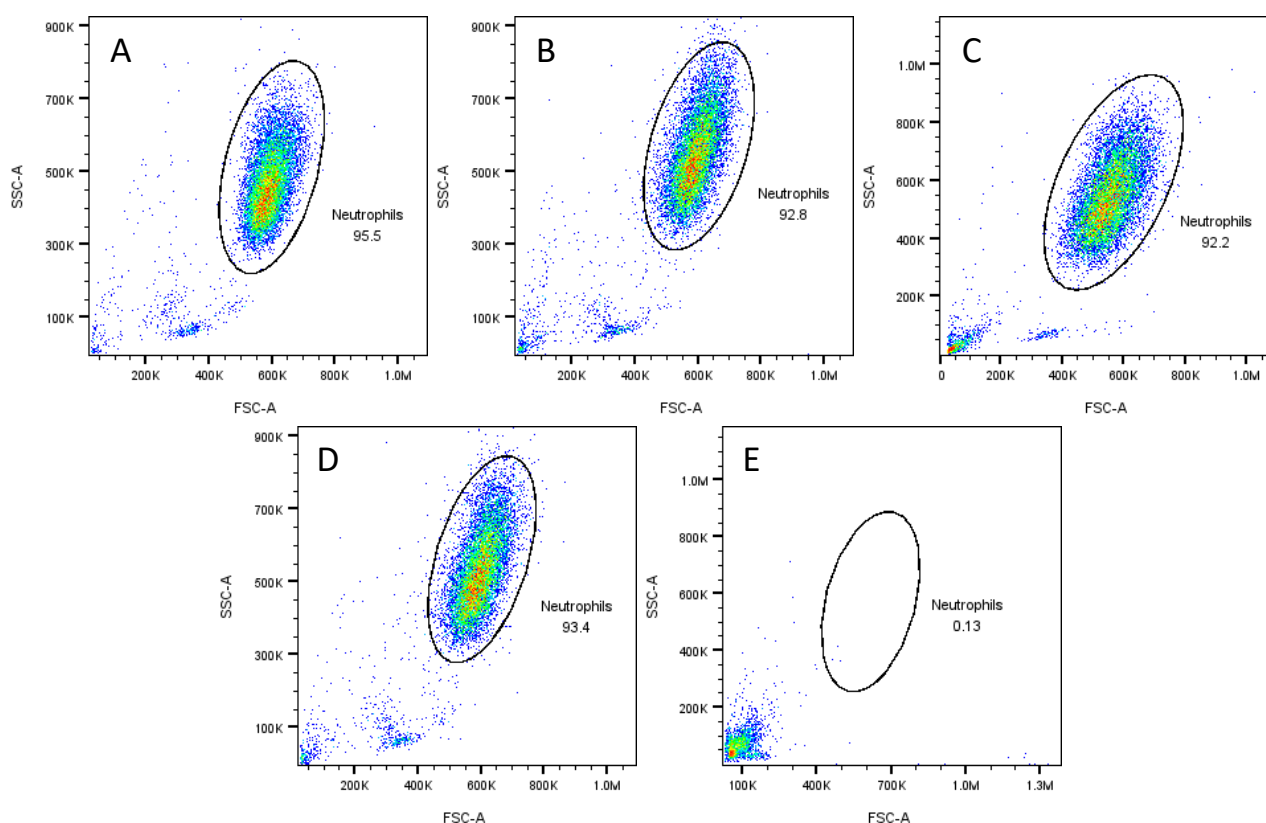 A
900K
700K
500K
300K
100K
SSC-A
Neutrophils
95.5
200K 400K 600K 800K 1.0M
FSC-A
B
900K
700K
500K
300K
100K
SSC-A
Neutrophils
92.8
200K 400K 600K 800K 1.0M
FSC-A
C
1.0M
800K
600K
400K
200K
SSC-A
Neutrophils
92.2
0 200K 400K 600K 800K 1.0M
FSC-A
D
900K
700K
500K
300K
100K
SSC-A
Neutrophils
93.4
200K 400K 600K 800K 1.0M
FSC-A
E
1.0M
800K
600K
400K
200K
SSC-A
Neutrophils
0.13
100K 400K 700K 1.0M 1.3M
FSC-A